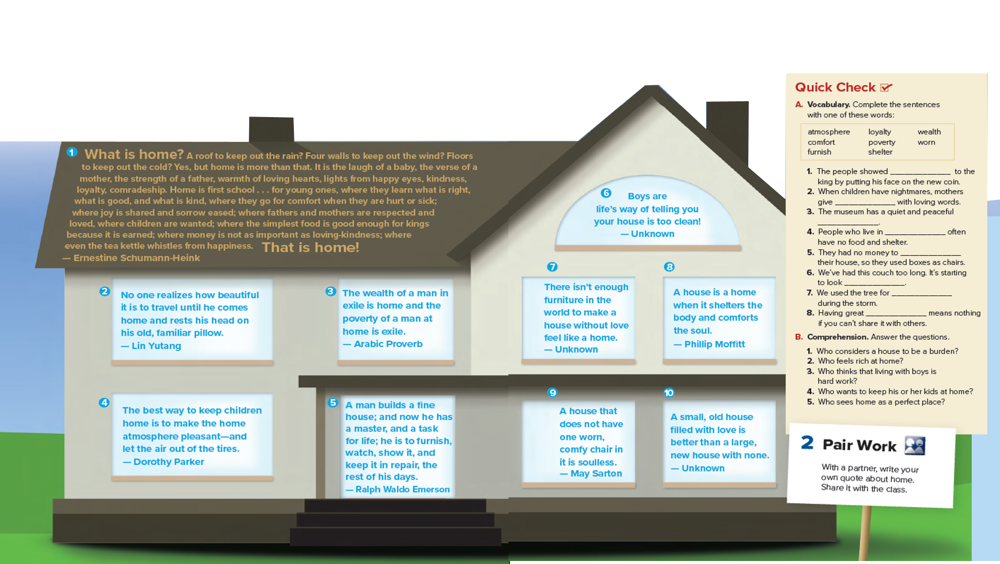 1 What is home? A roof to keep out the rain? Four walls to keep out the wind? Floors
to keep out the cold? Yes, but home is more than that. It is the laugh of a baby, the verse of a
mother, the strength of a father, warmth of loving hearts, lights from happy eyes, kindness,
loyalty, comradeship. Home is first school . . . for young ones, where they learn what is right,
what is good, and what is kind, where they go for comfort when they are hurt or sick;
where joy is shared and sorrow eased; where fathers and mothers are respected and
loved, where children are wanted; where the simplest food is good enough for kings
because it is earned; where money is not as important as loving-kindness; where
even the tea kettle whistles from happiness. That is home!
— Ernestine Schumann-Heink
2 No one realizes how beautiful
it is to travel until he comes
home and rests his head on
his old, familiar pillow.
— Lin Yutang
3 The wealth of a man in
exile is home and the
poverty of a man at
home is exile.
— Arabic Proverb
4 The best way to keep children
home is to make the home
atmosphere pleasant—and
let the air out of the tires.
— Dorothy Parker
5 A man builds a fine
house; and now he has
a master, and a task
for life; he is to furnish,
watch, show it, and
keep it in repair, the
rest of his days.
— Ralph Waldo Emerson
6 Boys are
life's way of telling you
your house is too clean!
— Unknown
7
There isn't enough
furniture in the
world to make a
house without love
feel like a home.
— Unknown
8
A house is a home
when it shelters the
body and comforts
the soul.
— Phillip Moffitt
9
A house that
does not have
one worn,
comfy chair in
it is soulless.
— May Sarton
10
A small, old house
filled with love is
better than a large,
new house with none.
— Unknown
Quick Check
A. Vocabulary. Complete the sentences
with one of these words:
atmosphere loyalty wealth
comfort poverty worn
furnish shelter
1. The people showed _____________ to the
king by putting his face on the new coin.
2. When children have nightmares, mothers
give _____________ with loving words.
3. The museum has a quiet and peaceful
_____________.
4. People who live in _____________ often
have no food and shelter.
5. They had no money to _____________
their house, so they used boxes as chairs.
6. We've had this couch too long. It's starting
to look _____________.
7. We used the tree for _____________
during the storm.
8. Having great _____________ means nothing
if you can't share it with others.
B. Comprehension. Answer the questions.
1. Who considers a house to be a burden?
2. Who feels rich at home?
3. Who thinks that living with boys is
hard work?
4. Who wants to keep his or her kids at home?
5. Who sees home as a perfect place?
2 Pair Work
With a partner, write your
own quote about home.
Share it with the class.